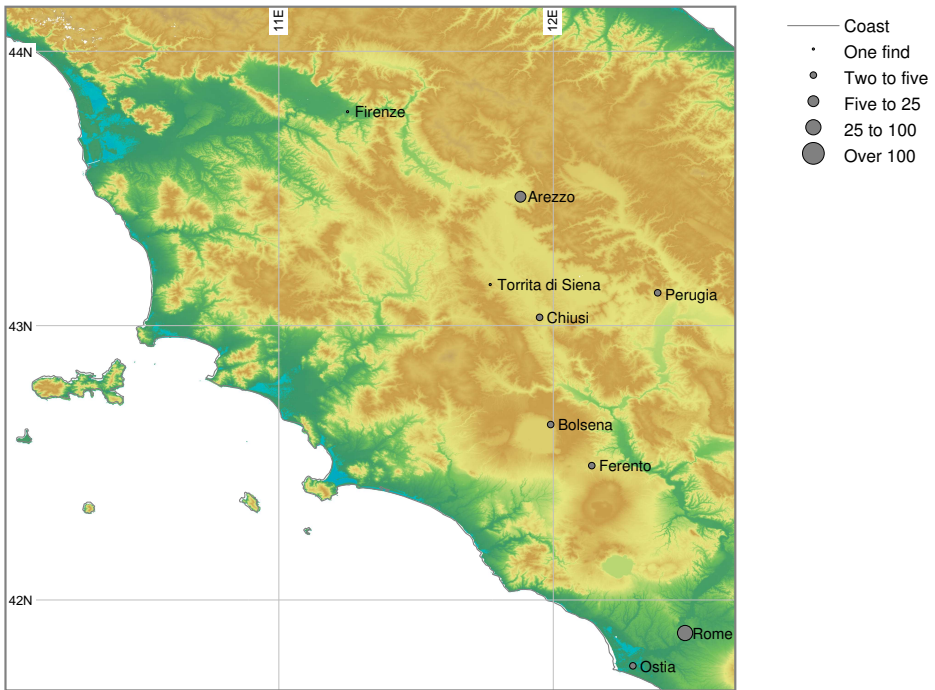 11E
12E
44N
Firenze
Arezzo
Torrita di Siena
Perugia
Chiusi
43N
Bolsena
Ferento
42N
Rome
Ostia
Coast
One find
Two to five
Five to 25
25 to 100
Over 100